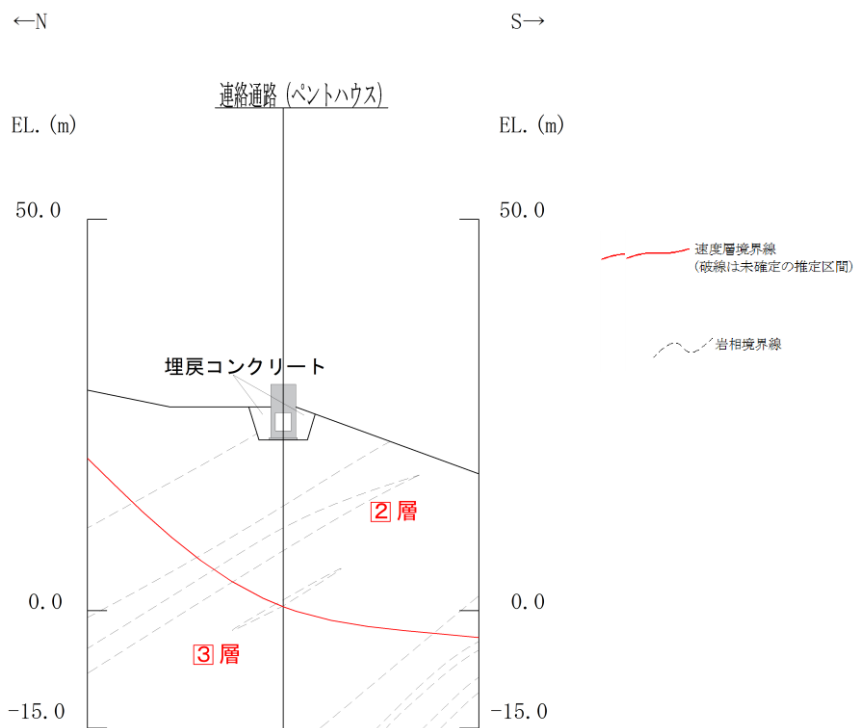 ←N
S→
連絡通路 (ペントハウス)
EL. (m)
EL. (m)
50.0
50.0
速度層境界線
(破線は未確定の推定区間)
岩相境界線
埋戻コンクリート
2 層
0.0
0.0
3 層
-15.0
-15.0